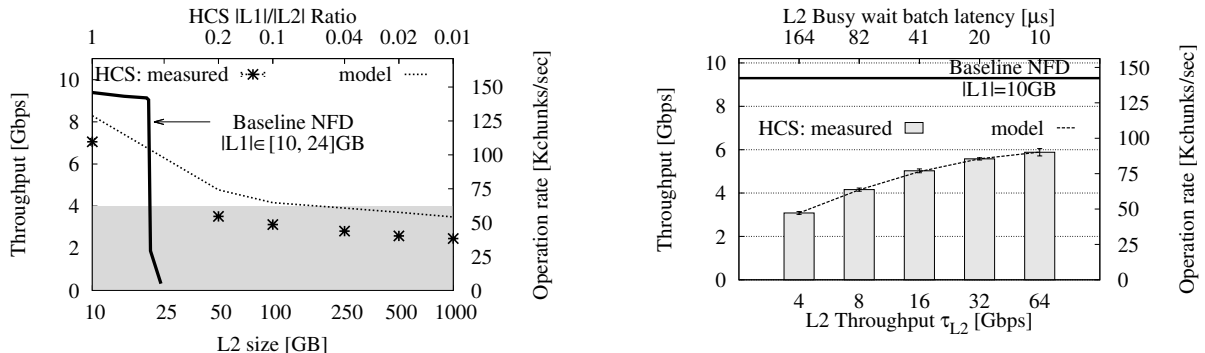 HCS |L1|/|L2| Ratio
1 0.2 0.1 0.04 0.02 0.01
HCS: measured model
Baseline NFD
|L1|∈[10, 24]GB
Throughput [Gbps]
10
8
6
4
2
0
Operation rate [Kchunks/sec]
150
125
100
75
50
25
0
10 25 50 100 250 500 1000
L2 size [GB]
L2 Busy wait batch latency [μs]
164 82 41 20 10
Baseline NFD
|L1|=10GB
HCS: measured model
Throughput [Gbps]
10
8
6
4
2
0
Operation rate [Kchunks/sec]
150
125
100
75
50
25
0
4 8 16 32 64
L2 Throughput τL2 [Gbps]